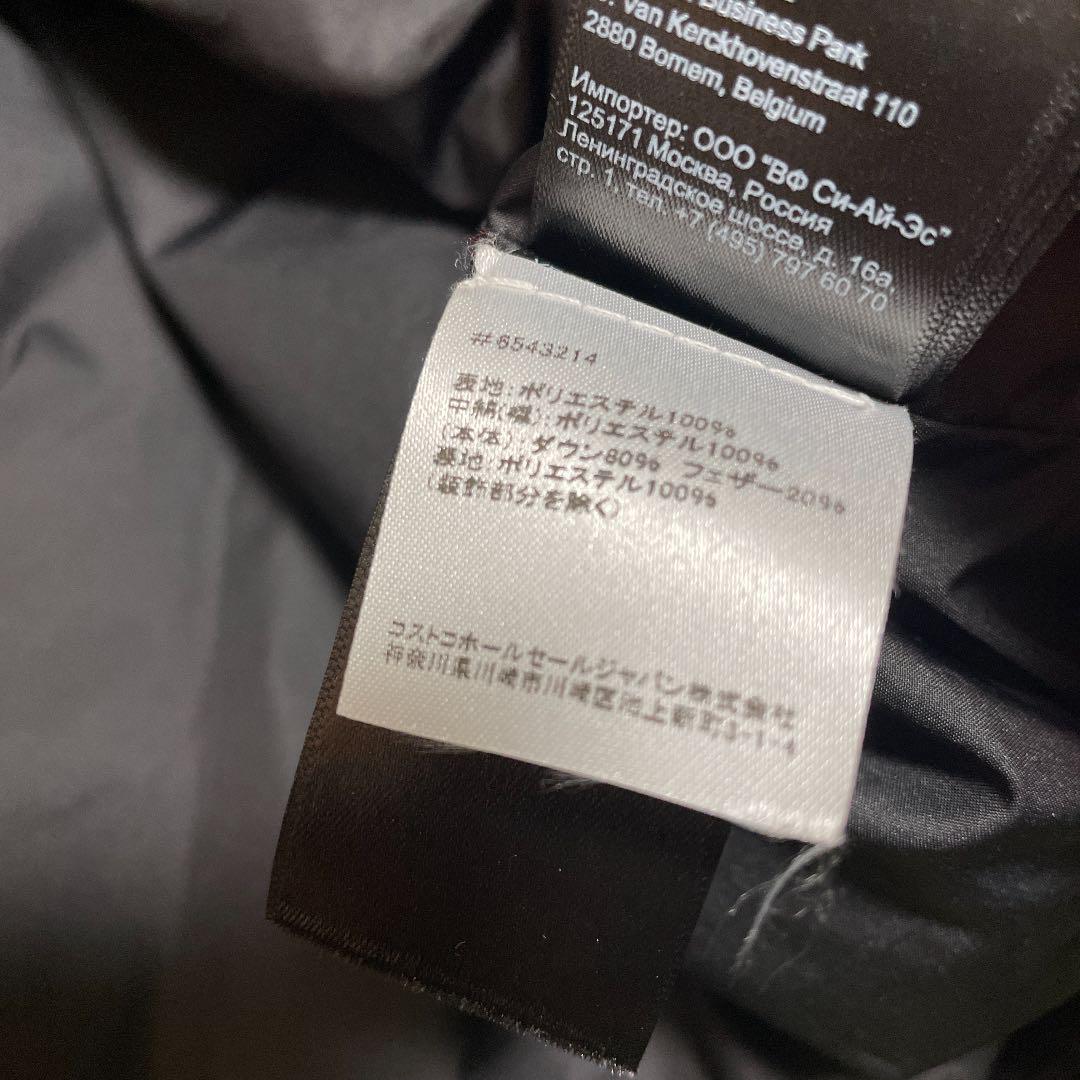 Business Park
Van Kerckhovenstraat 110
2880 Bornem, Belgium
Импортер: ООО "ВФ Си-Ай-Эс"
125171 Москва, Россия
Ленинградское шоссе, д. 16а,
стр. 1, тел. +7 (495) 797 60 70
#6543214
表地:ポリエステル100%
中綿(襟):ポリエステル100%
(本体):ダウン80% フェザー20%
裏地:ポリエステル100%
(装飾部分を除く)
コストコホールセールジャパン株式会社
神奈川県川崎市川崎区池上新町3-1-4